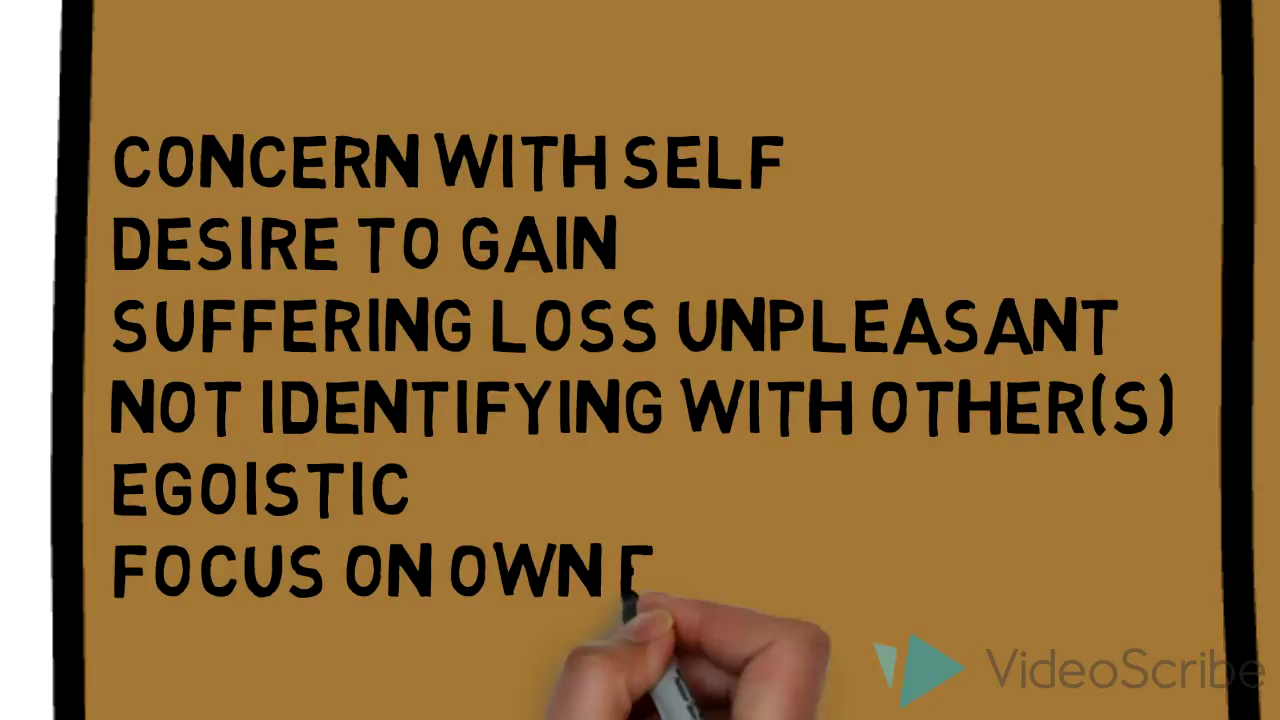 CONCERN WITH SELF
DESIRE TO GAIN
SUFFERING LOSS UNPLEASANT
NOT IDENTIFYING WITH OTHER(S)
EGOISTIC
FOCUS ON OWN
VideoScribe